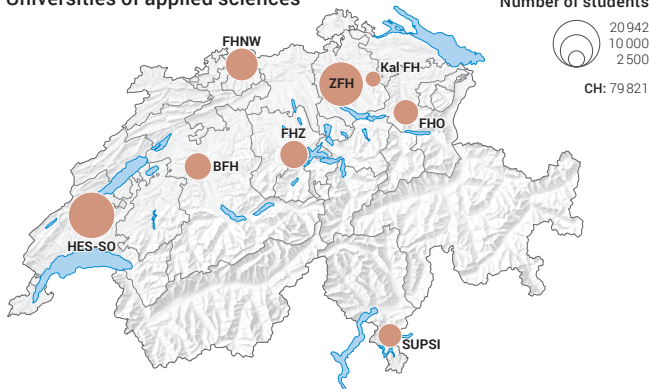 Universities of applied sciences
Number of students
20 942
10 000
2 500
CH: 79 821
FHNW
ZFH
Kal FH
FHO
FHZ
BFH
HES-SO
SUPSI